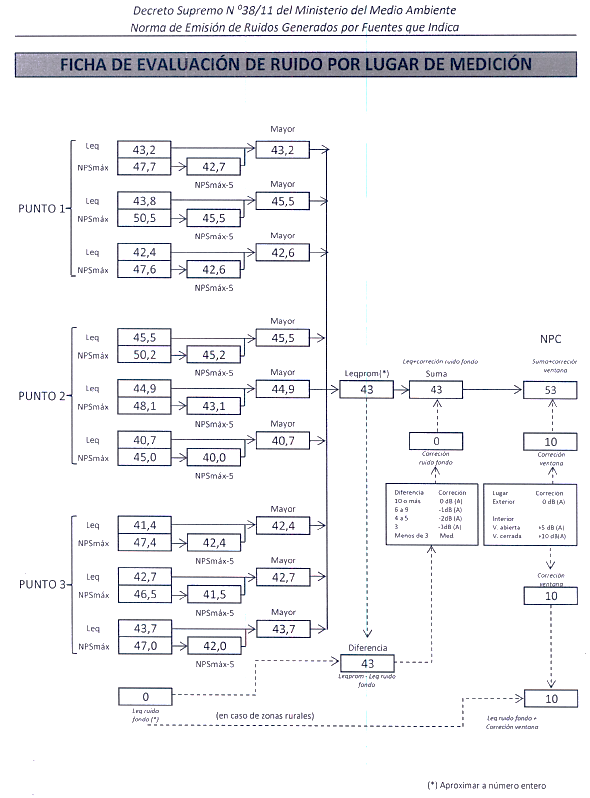 Decreto Supremo N º38/11 del Ministerio del Medio Ambiente
Norma de Emisión de Ruidos Generados por Fuentes que Indica
FICHA DE EVALUACIÓN DE RUIDO POR LUGAR DE MEDICIÓN
PUNTO 1
Mayor
Leq 43,2 43,2
NPSmáx 47,7 42,7
NPSmáx-5
Mayor
Leq 43,8 45,5
NPSmáx 50,5 45,5
NPSmáx-5
Mayor
Leq 42,4 42,6
NPSmáx 47,6 42,6
NPSmáx-5
PUNTO 2
Mayor
Leq 45,5 45,5
NPSmáx 50,2 45,2
NPSmáx-5
Mayor
Leq 44,9 44,9
NPSmáx 48,1 43,1
NPSmáx-5
Mayor
Leq 40,7 40,7
NPSmáx 45,0 40,0
NPSmáx-5
PUNTO 3
Mayor
Leq 41,4 42,4
NPSmáx 47,4 42,4
NPSmáx-5
Mayor
Leq 42,7 42,7
NPSmáx 46,5 41,5
NPSmáx-5
Mayor
Leq 43,7 43,7
NPSmáx 47,0 42,0
NPSmáx-5
0
Leq ruido
fondo (*)
(en caso de zonas rurales)
Leqprom(*)
43
Leq+correción ruido fondo
Suma
43
NPC
Suma+correción
ventana
53
0
Correción
ruido fondo
10
Correción
ventana
Diferencia Correcion
10 o más 0 dB (A)
6 a 9 -1dB (A)
4 a 5 -2dB (A)
3 -3dB (A)
Menos de 3 Med.
Lugar Correcion
Exterior 0 dB (A)
Interior
V. abierta +5 dB (A)
V. cerrada +10 dB(A)
Correción
ventana
10
Diferencia
43
Leqprom - Leq ruido
fondo
10
Leq ruido fondo +
Correción ventana
(*) Aproximar a número entero